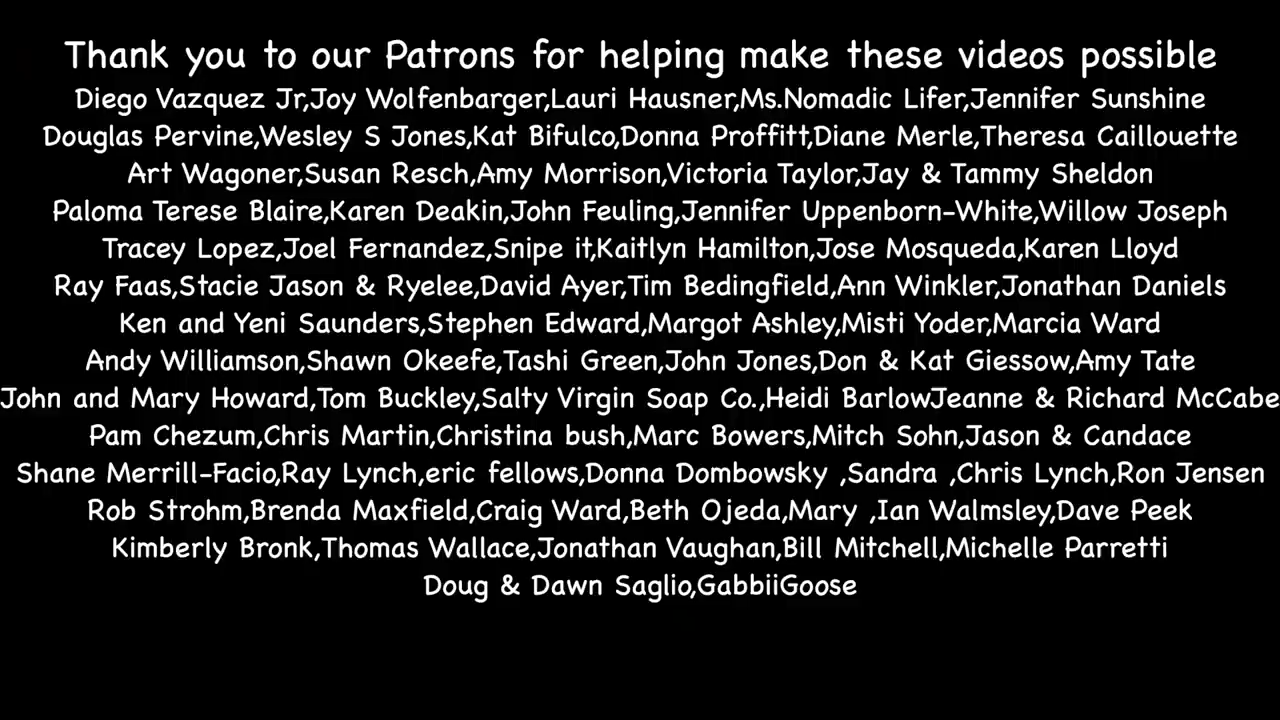 Thank you to our Patrons for helping make these videos possible
Diego Vazquez Jr,Joy Wolfenbarger,Lauri Hausner,Ms.Nomadic Lifer,Jennifer Sunshine
Douglas Pervine,Wesley S Jones,Kat Bifulco,Donna Proffitt,Diane Merle,Theresa Caillouette
Art Wagoner,Susan Resch,Amy Morrison,Victoria Taylor,Jay & Tammy Sheldon
Paloma Terese Blaire,Karen Deakin,John Feuling,Jennifer Uppenborn-White,Willow Joseph
Tracey Lopez,Joel Fernandez,Snipe it,Kaitlyn Hamilton,Jose Mosqueda,Karen Lloyd
Ray Faas,Stacie Jason & Ryelee,David Ayer,Tim Bedingfield,Ann Winkler,Jonathan Daniels
Ken and Yeni Saunders,Stephen Edward,Margot Ashley,Misti Yoder,Marcia Ward
Andy Williamson,Shawn Okeefe,Tashi Green,John Jones,Don & Kat Giessow,Amy Tate
John and Mary Howard,Tom Buckley,Salty Virgin Soap Co.,Heidi BarlowJeanne & Richard McCabe
Pam Chezum,Chris Martin,Christina bush,Marc Bowers,Mitch Sohn,Jason & Candace
Shane Merrill-Facio,Ray Lynch,eric fellows,Donna Dombowsky ,Sandra ,Chris Lynch,Ron Jensen
Rob Strohm,Brenda Maxfield,Craig Ward,Beth Ojeda,Mary ,Ian Walmsley,Dave Peek
Kimberly Bronk,Thomas Wallace,Jonathan Vaughan,Bill Mitchell,Michelle Parretti
Doug & Dawn Saglio,GabbiiGoose